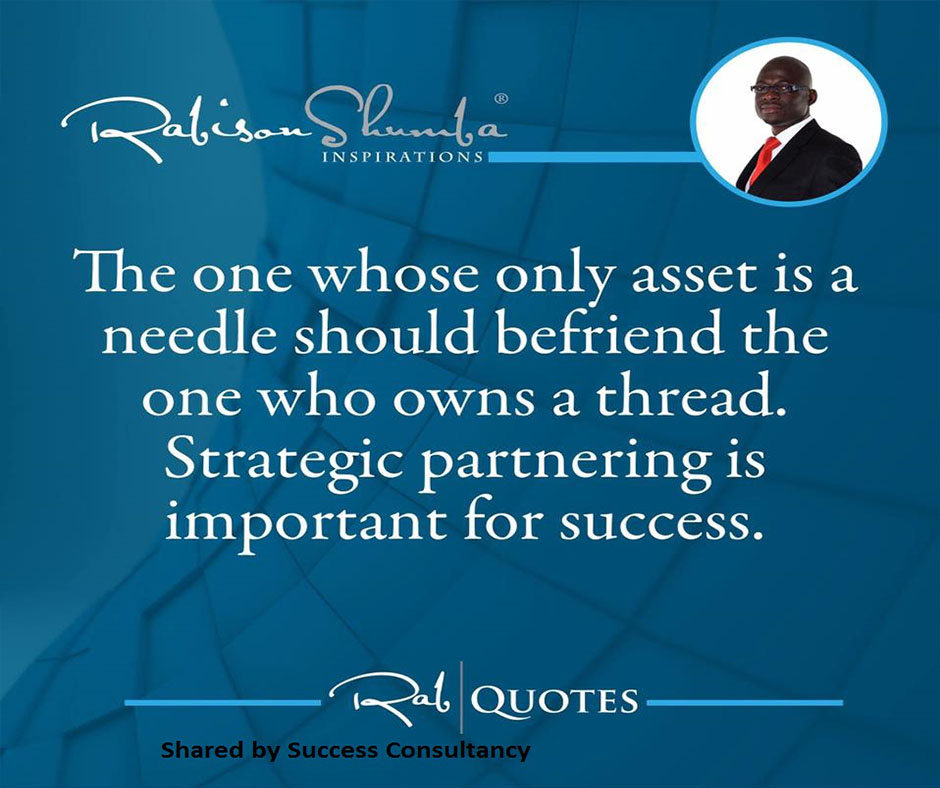 Rabison Shumba ®
INSPIRATIONS
The one whose only asset is a
needle should befriend the
one who owns a thread.
Strategic partnering is
important for success.
Rab | QUOTES
Shared by Success Consultancy